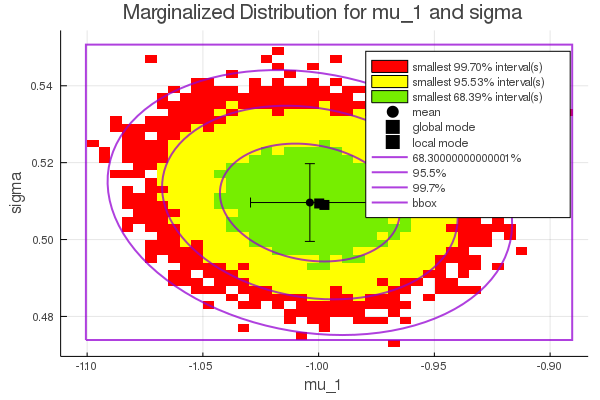 Marginalized Distribution for mu_1 and sigma
sigma
0.54
0.52
0.50
0.48
smallest 99.70% interval(s)
smallest 95.53% interval(s)
smallest 68.39% interval(s)
mean
global mode
local mode
68.3000000000001%
95.5%
99.7%
bbox
-1.10 -1.05 -1.00 -0.95 -0.90
mu_1